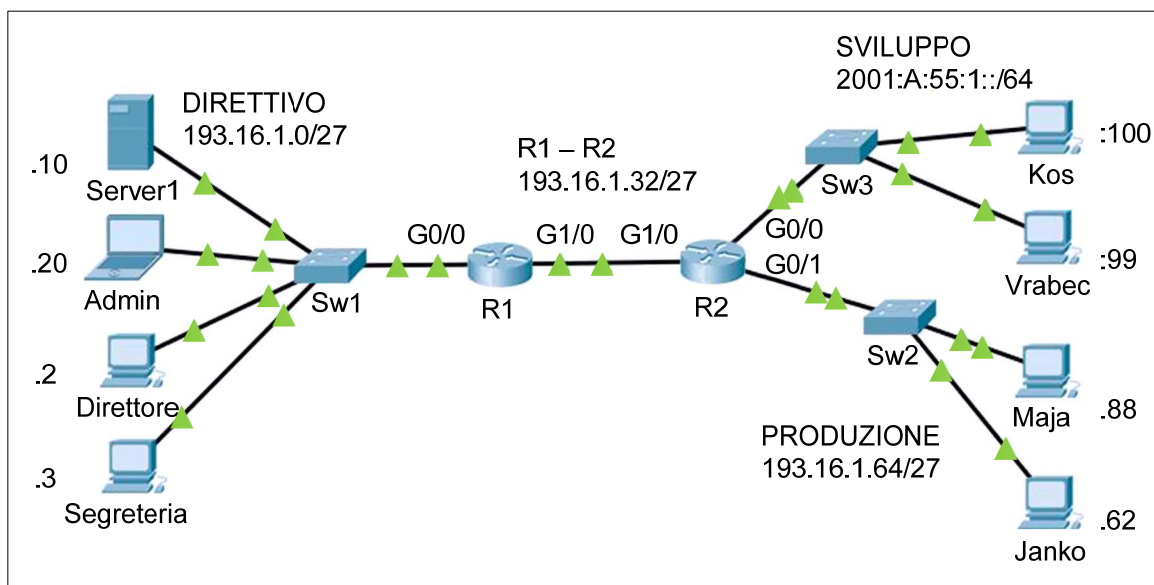 SVILUPPO
2001:A:55:1::/64
DIRETTIVO
193.16.1.0/27
.10
Server1
R1 – R2
193.16.1.32/27
Sw3
:100
Kos
.20
Admin
Sw1
G0/0
R1
G1/0
G1/0
R2
G0/0
G0/1
:99
Vrabec
.2
Direttore
Sw2
Maja
.88
PRODUZIONE
193.16.1.64/27
.3
Segreteria
Janko
.62